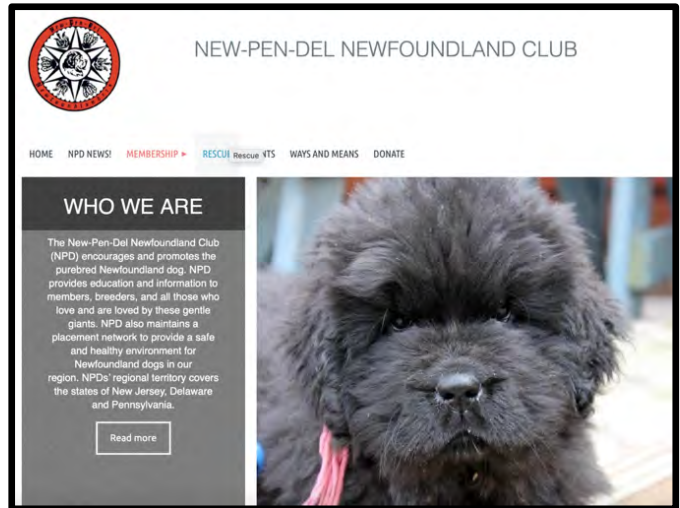 NEW-PEN-DEL NEWFOUNDLAND CLUB
HOME NPD NEWS! MEMBERSHIP ► RESCU Rescue NTS WAYS AND MEANS DONATE
WHO WE ARE
The New-Pen-Del Newfoundland Club
(NPD) encourages and promotes the
purebred Newfoundland dog. NPD
provides education and information to
members, breeders, and all those who
love and are loved by these gentle
giants. NPD also maintains a
placement network to provide a safe
and healthy environment for
Newfoundland dogs in our
region. NPDs' regional territory covers
the states of New Jersey, Delaware
and Pennsylvania.
Read more